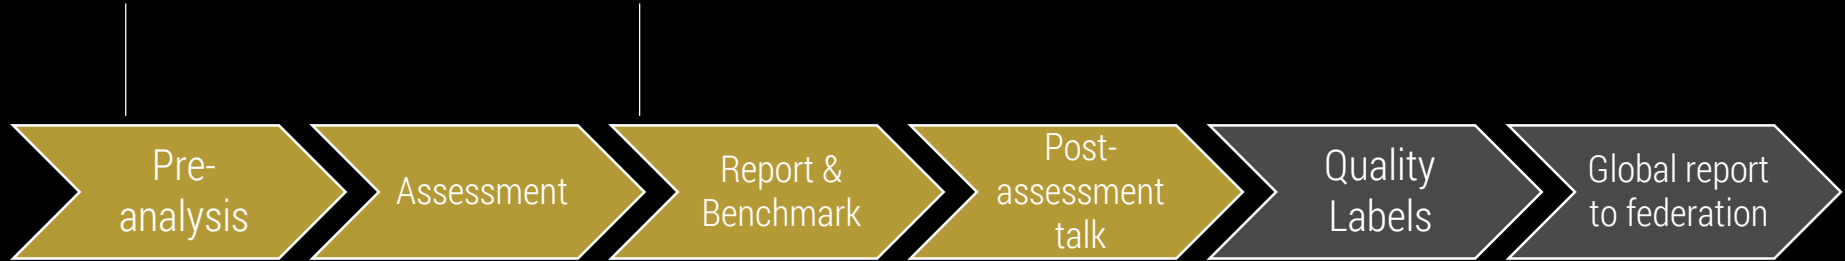 Pre-
analysis
Assessment
Report &
Benchmark
Post-
assessment
talk
Quality
Labels
Global report
to federation